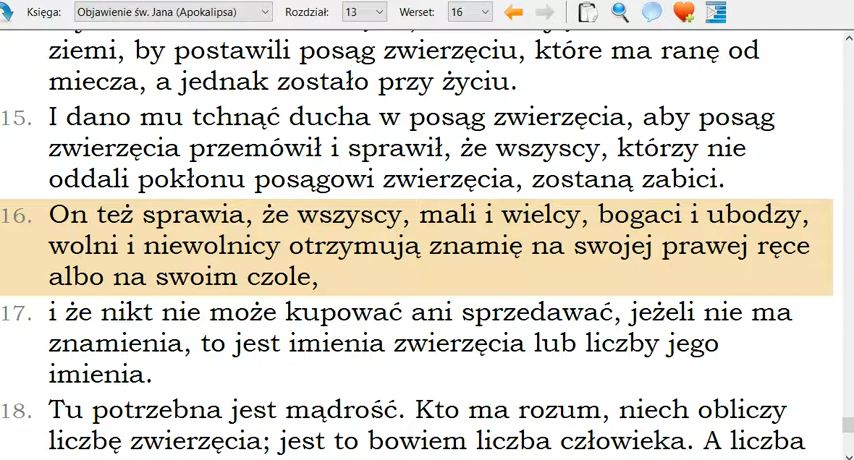 Księga: Objawienie św. Jana (Apokalipsa) Rozdział: 13 Werset: 16
ziemi, by postawili posąg zwierzęciu, które ma ranę od
miecza, a jednak zostało przy życiu.
15. I dano mu tchnąć ducha w posąg zwierzęcia, aby posąg
zwierzęcia przemówił i sprawił, że wszyscy, którzy nie
oddali pokłonu posągowi zwierzęcia, zostaną zabici.
16. On też sprawia, że wszyscy, mali i wielcy, bogaci i ubodzy,
wolni i niewolnicy otrzymują znamię na swojej prawej ręce
albo na swoim czole,
17. i że nikt nie może kupować ani sprzedawać, jeżeli nie ma
znamienia, to jest imienia zwierzęcia lub liczby jego
imienia.
18. Tu potrzebna jest mądrość. Kto ma rozum, niech obliczy
liczbę zwierzęcia; jest to bowiem liczba człowieka. A liczba